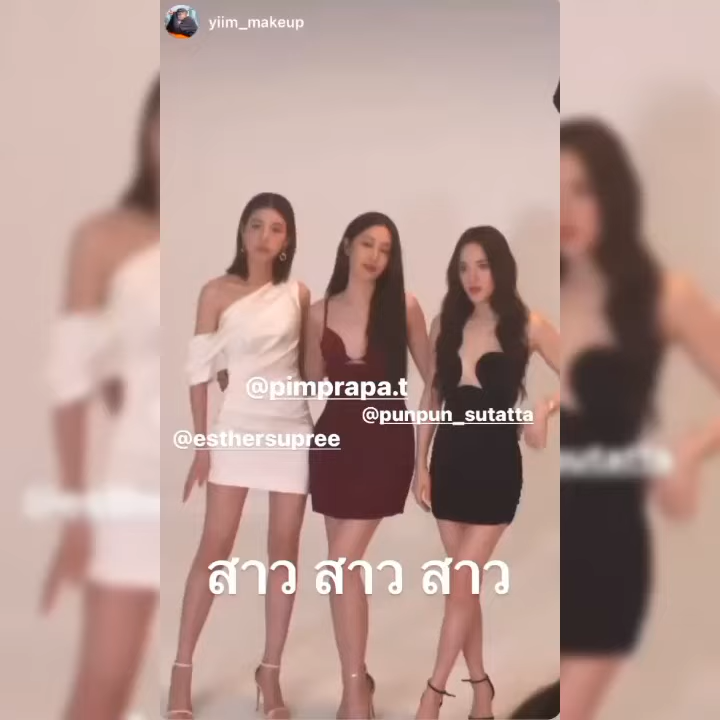 yiim_makeup
@pimprapa.t
@punpun_sutatta
@esthersupree
สาว สาว สาว